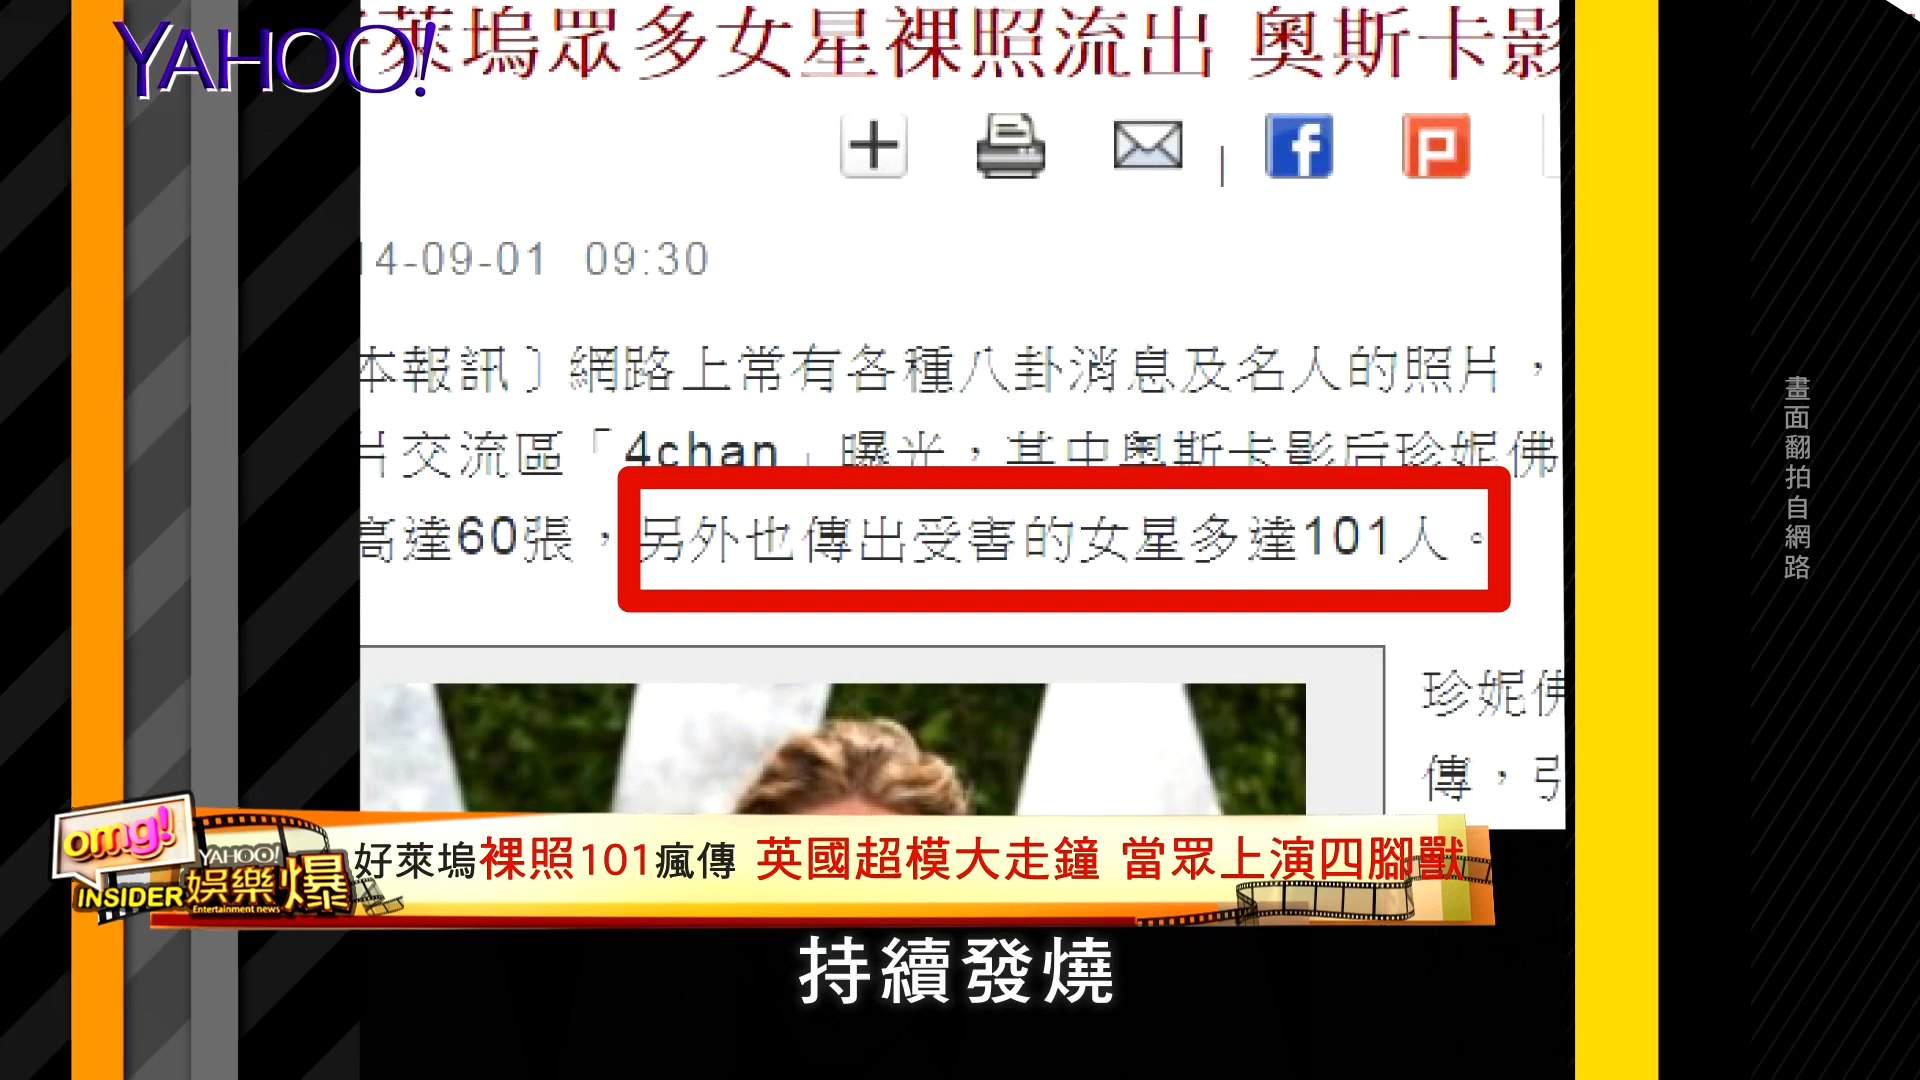 YAHOO!
萊塢眾多女星裸照流出 奧斯卡影
14-09-01 09:30
本報訊〕網路上常有各種八卦消息及名人的照片，
片交流區「4chan」曝光，其中奧斯卡影后珍妮佛
高達60張，另外也傳出受害的女星多達101人。
珍妮佛
傳，引
畫面翻拍自網路
omg!
INSIDER
YAHOO!
娛樂爆
Entertainment news
好萊塢裸照101瘋傳 英國超模大走鐘 當眾上演四腳獸
持續發燒